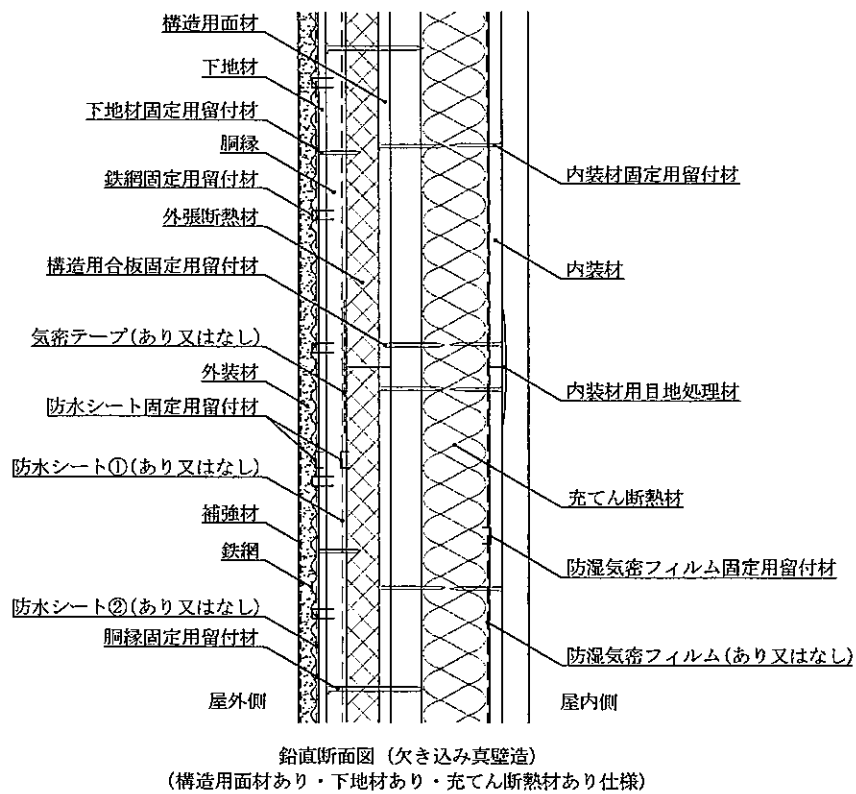 構造用面材
下地材
下地材固定用留付材
胴縁
鉄網固定用留付材
外張断熱材
構造用合板固定用留付材
気密テープ(あり又はなし)
外装材
防水シート固定用留付材
防水シート①(あり又はなし)
補強材
鉄網
防水シート②(あり又はなし)
胴縁固定用留付材
屋外側
内装材固定用留付材
内装材
内装材用目地処理材
充てん断熱材
防湿気密フィルム固定用留付材
防湿気密フィルム(あり又はなし)
屋内側
鉛直断面図（欠き込み真壁造）
（構造用面材あり・下地材あり・充てん断熱材あり仕様）